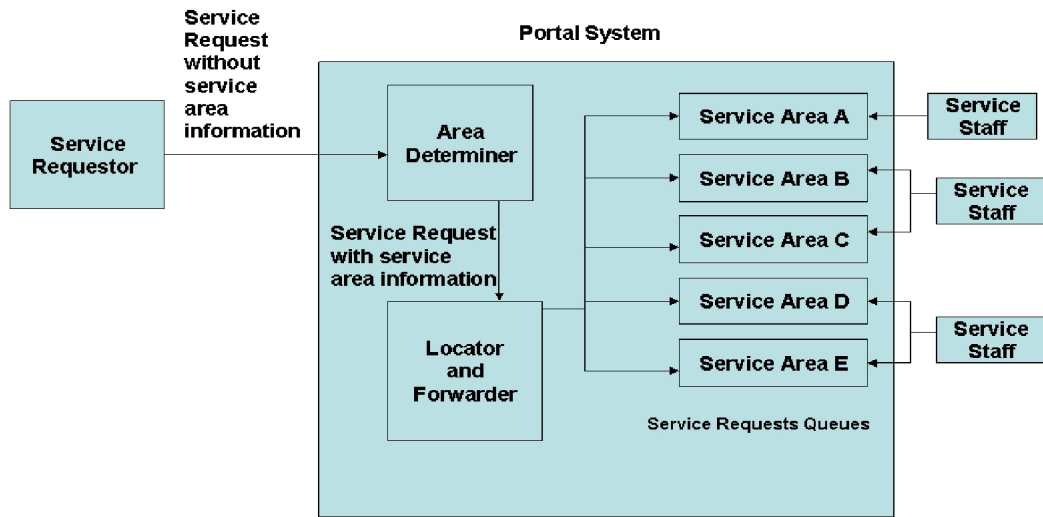 Service
Request
without
service
area
information
Portal System
Service
Requestor
Area
Determiner
Service Request
with service
area information
Locator
and
Forwarder
Service Area A
Service Area B
Service Area C
Service Area D
Service Area E
Service Requests Queues
Service
Staff
Service
Staff
Service
Staff